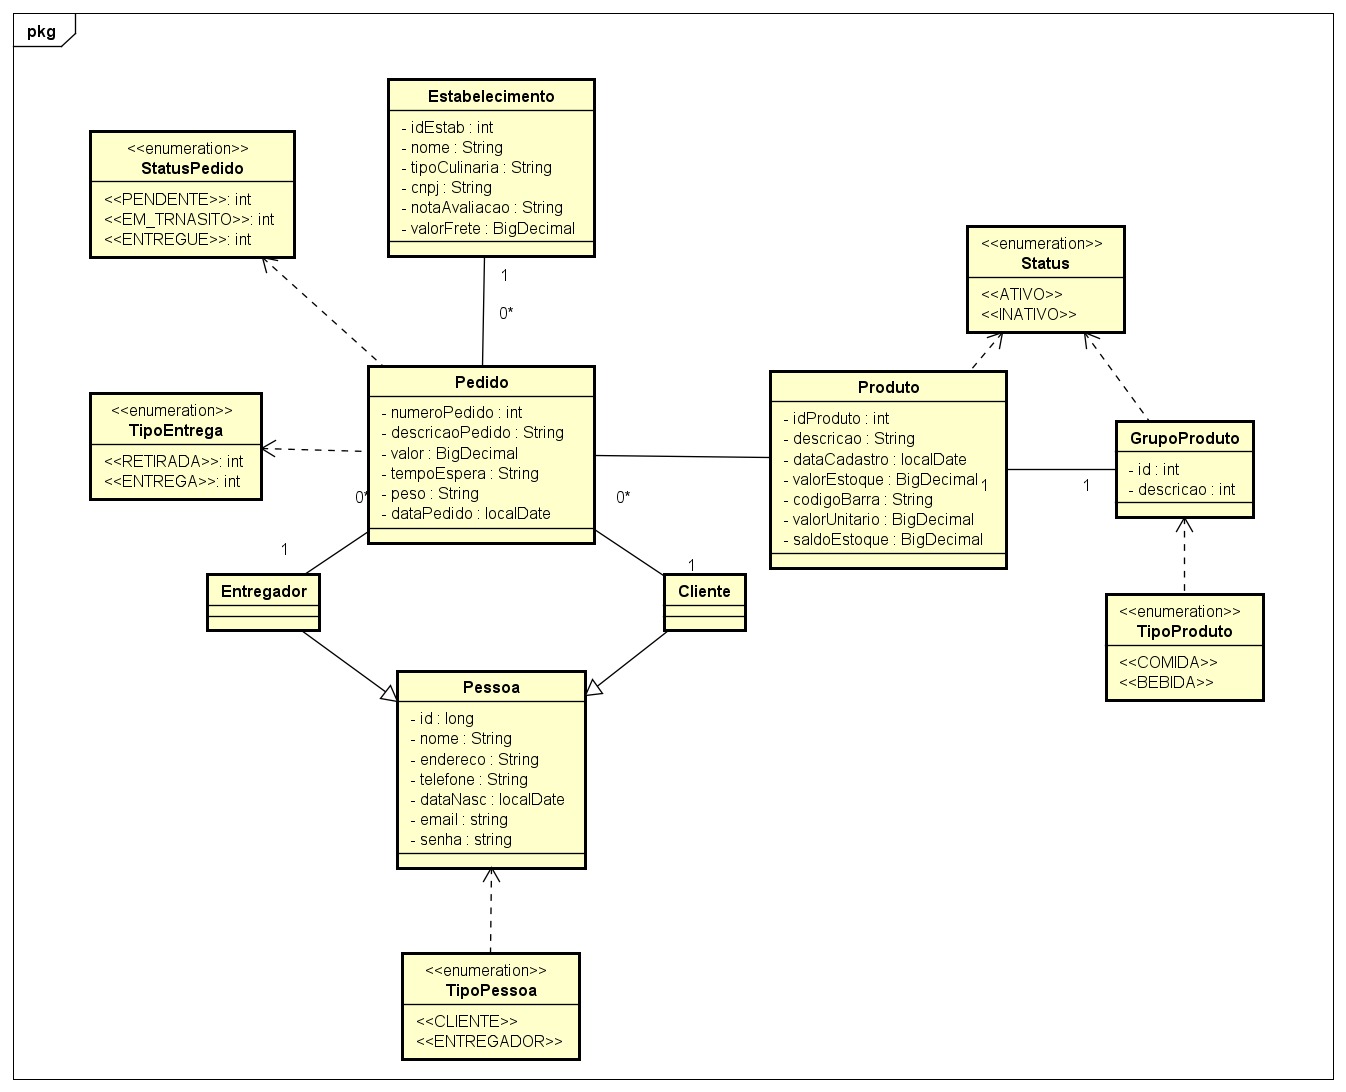 pkg
Estabelecimento
- idEstab : int
- nome : String
- tipoCulinaria : String
- cnpj : String
- notaAvaliacao : String
- valorFrete : BigDecimal
<<enumeration>>
StatusPedido
<<PENDENTE>>: int
<<EM_TRNASITO>>: int
<<ENTREGUE>>: int
<<enumeration>>
Status
<<ATIVO>>
<<INATIVO>>
1
0*
Pedido
- numeroPedido : int
- descricaoPedido : String
- valor : BigDecimal
- tempoEspera : String
- peso : String
- dataPedido : localDate
<<enumeration>>
TipoEntrega
<<RETIRADA>>: int
<<ENTREGA>>: int
Produto
- idProduto : int
- descricao : String
- dataCadastro : localDate
- valorEstoque : BigDecimal
- codigoBarra : String
- valorUnitario : BigDecimal
- saldoEstoque : BigDecimal
1
1
GrupoProduto
- id : int
- descricao : int
0*
0*
1
1
Entregador
Cliente
<<enumeration>>
TipoProduto
<<COMIDA>>
<<BEBIDA>>
Pessoa
- id : long
- nome : String
- endereco : String
- telefone : String
- dataNasc : localDate
- email : string
- senha : string
<<enumeration>>
TipoPessoa
<<CLIENTE>>
<<ENTREGADOR>>